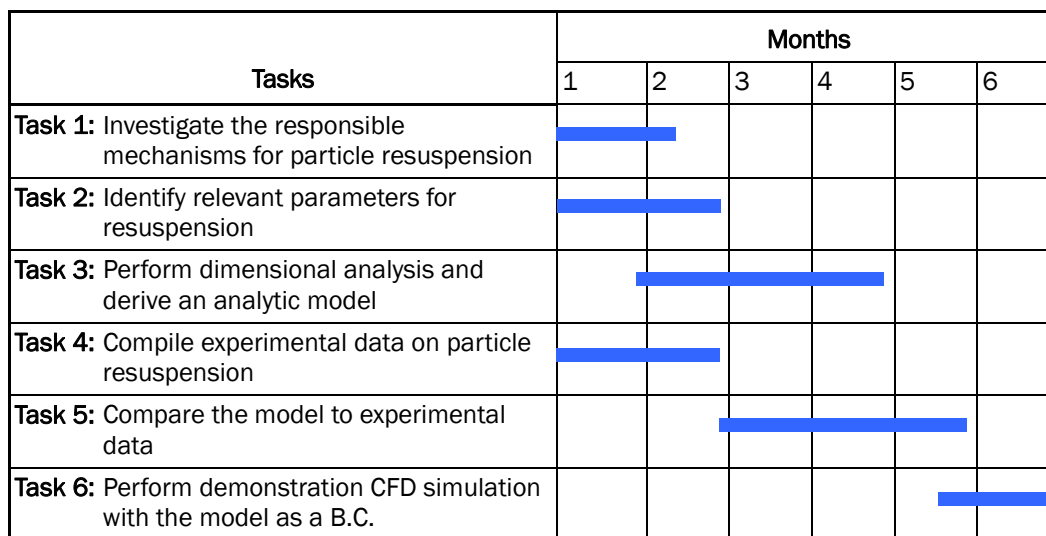 Months
Tasks
1 2 3 4 5 6
Task 1: Investigate the responsible
mechanisms for particle resuspension
Task 2: Identify relevant parameters for
resuspension
Task 3: Perform dimensional analysis and
derive an analytic model
Task 4: Compile experimental data on particle
resuspension
Task 5: Compare the model to experimental
data
Task 6: Perform demonstration CFD simulation
with the model as a B.C.